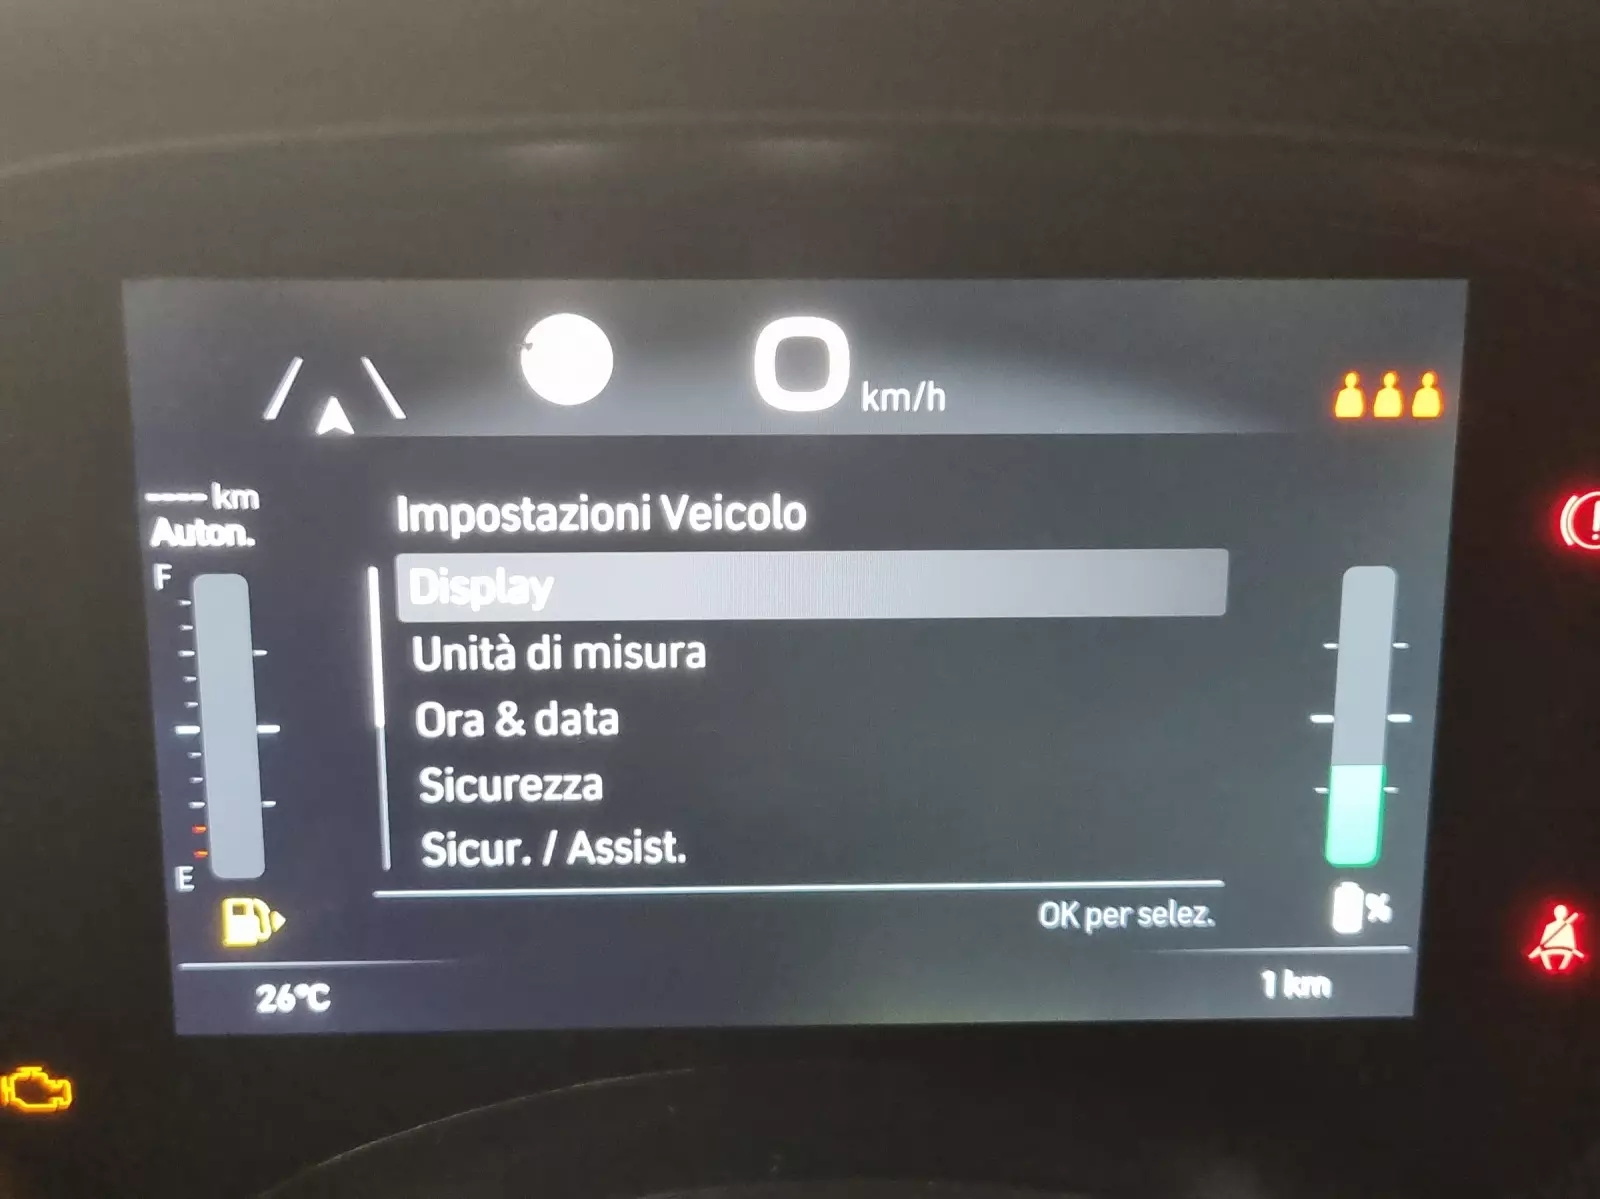 0 km/h
---- km
Auton.
F
E
Impostazioni Veicolo
Display
Unità di misura
Ora & data
Sicurezza
Sicur. / Assist.
OK per selez.
%
26°C
1 km
!